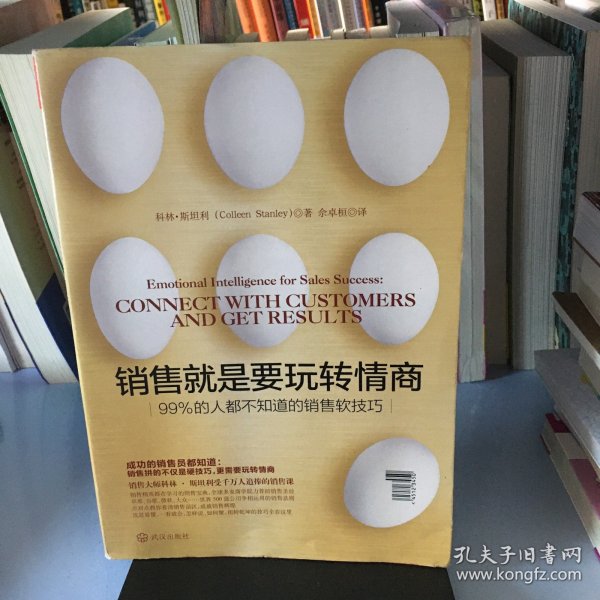 科林·斯坦利 (Colleen Stanley)◎著 佘卓桓◎译
Emotional Intelligence for Sales Success:
CONNECT WITH CUSTOMERS
AND GET RESULTS
销售就是要玩转情商
99%的人都不知道的销售软技巧
成功的销售员都知道:
销售拼的不仅是硬技巧,更需要玩转情商
销售大师科林·斯坦利受千万人追捧的销售课
武汉出版社
孔夫子旧书网
www.kongfz.com